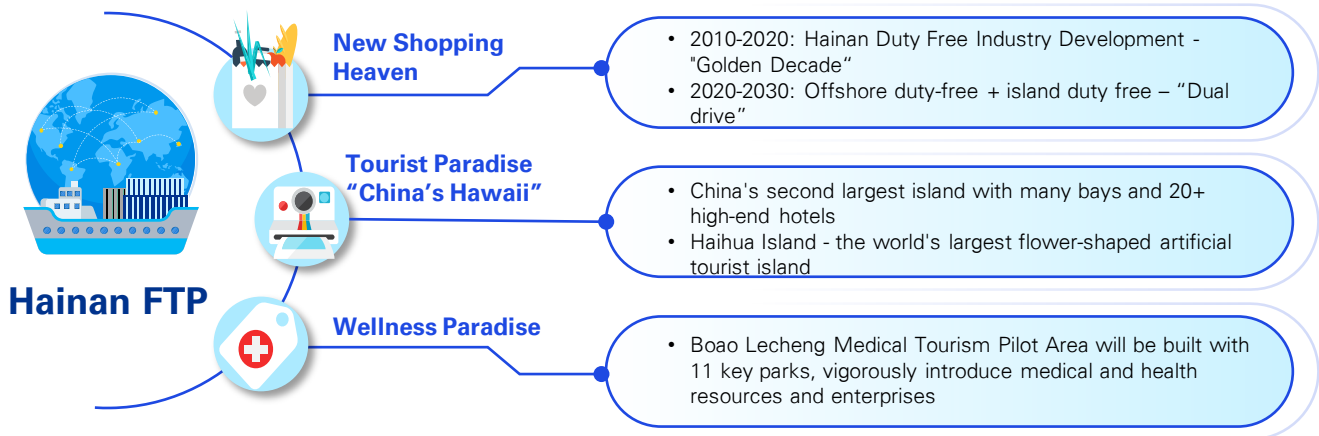 Hainan FTP
New Shopping
Heaven
• 2010-2020: Hainan Duty Free Industry Development -
"Golden Decade“
• 2020-2030: Offshore duty-free + island duty free – “Dual
drive”
Tourist Paradise
“China’s Hawaii”
• China's second largest island with many bays and 20+
high-end hotels
• Haihua Island - the world's largest flower-shaped artificial
tourist island
Wellness Paradise
• Boao Lecheng Medical Tourism Pilot Area will be built with
11 key parks, vigorously introduce medical and health
resources and enterprises